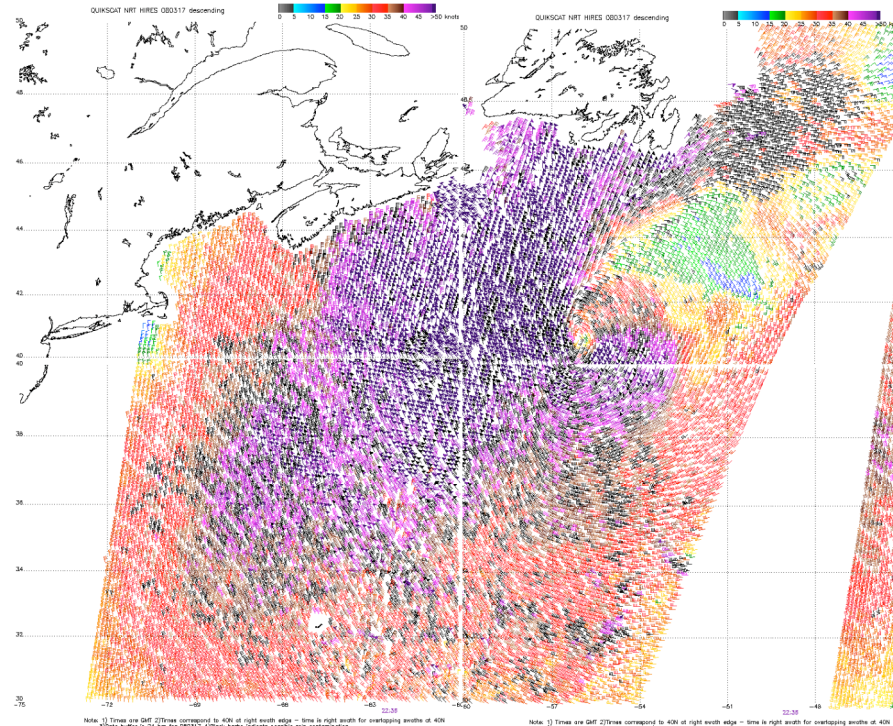 QUIKSCAT NRT HIRES 080317 descending
0 5 10 15 20 25 30 35 40 45 >50 knots
QUIKSCAT NRT HIRES 080317 descending
0 5 10 15 20 25 30 35 40 45 >50
50
48
46
44
42
40
40
38
36
34
32
30
50
-75 -72 -69 -66 -63 -57 -54 -51 -48
22:38
22:38
Note: 1) Times are GMT 2)Times correspond to 40N at right swath edge - time is right swath for overlapping swaths at 40N
Note: 1) Times are GMT 2)Times correspond to 40N at right swath edge - time is right swath for overlapping swaths at 40N